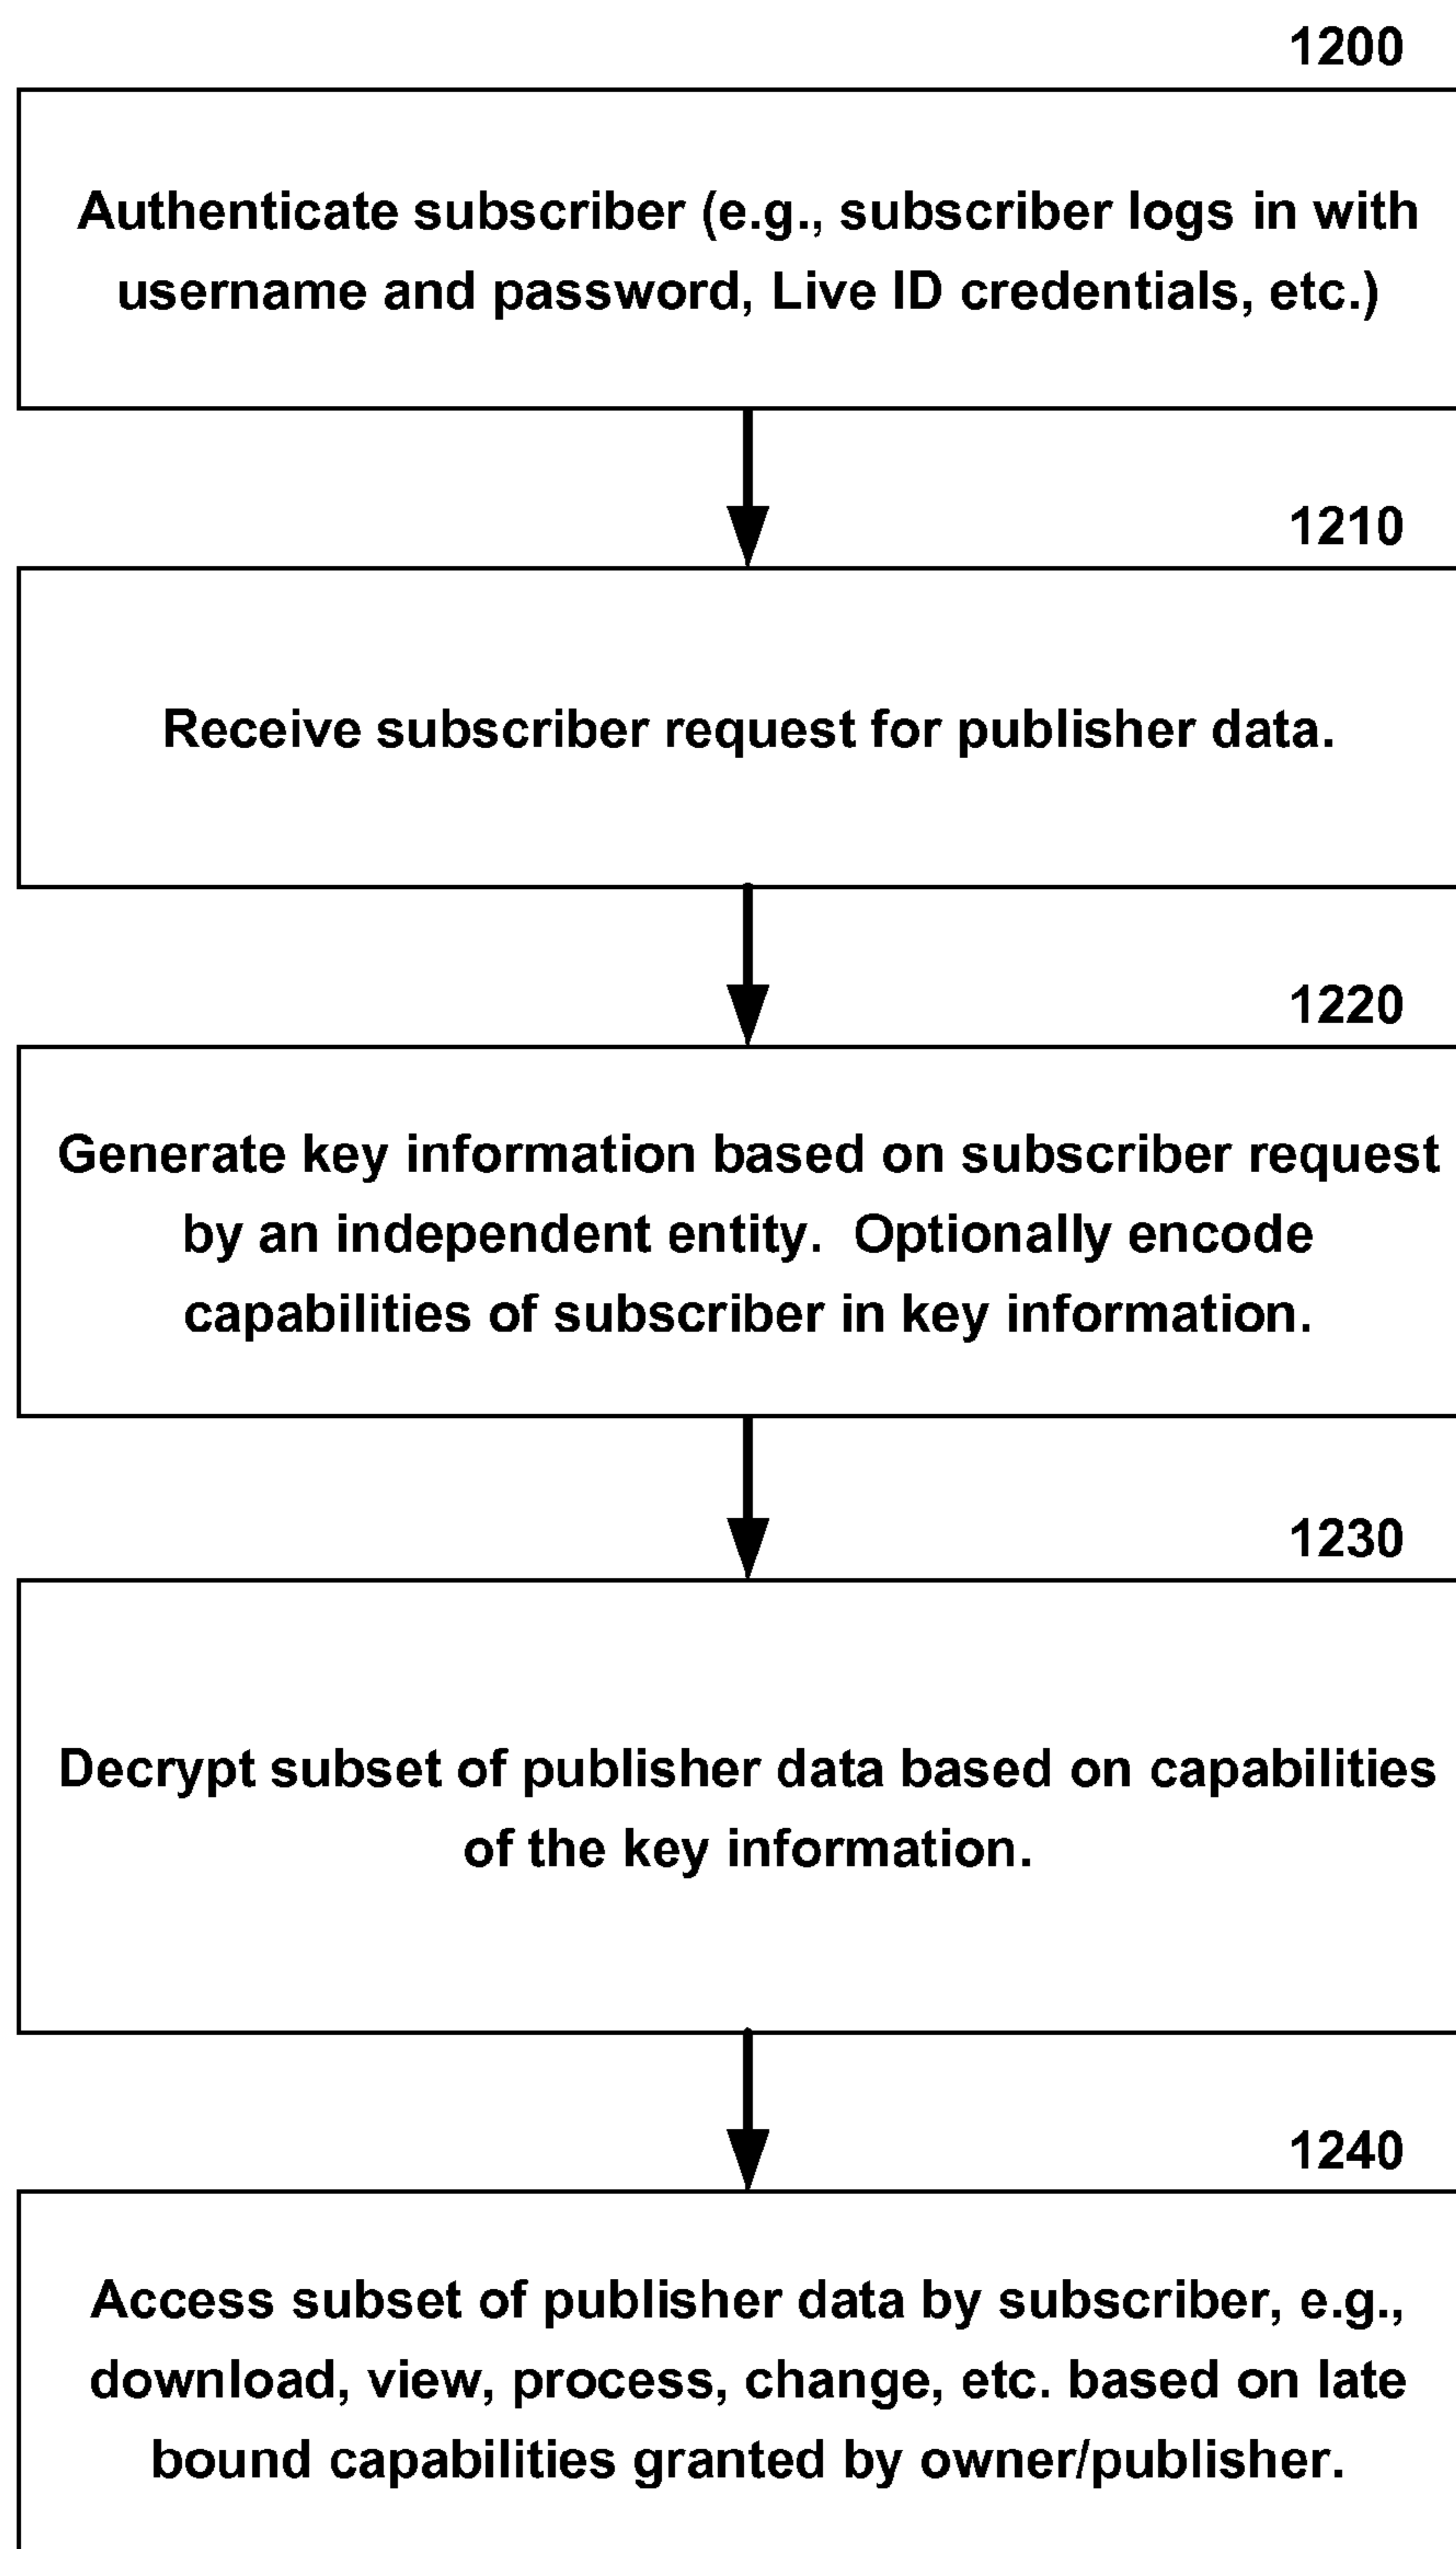 1200
Authenticate subscriber (e.g., subscriber logs in with
username and password, Live ID credentials, etc.)
1210
Receive subscriber request for publisher data.
1220
Generate key information based on subscriber request
by an independent entity.  Optionally encode
capabilities of subscriber in key information.
1230
Decrypt subset of publisher data based on capabilities
of the key information.
1240
Access subset of publisher data by subscriber, e.g.,
download, view, process, change, etc. based on late
bound capabilities granted by owner/publisher.